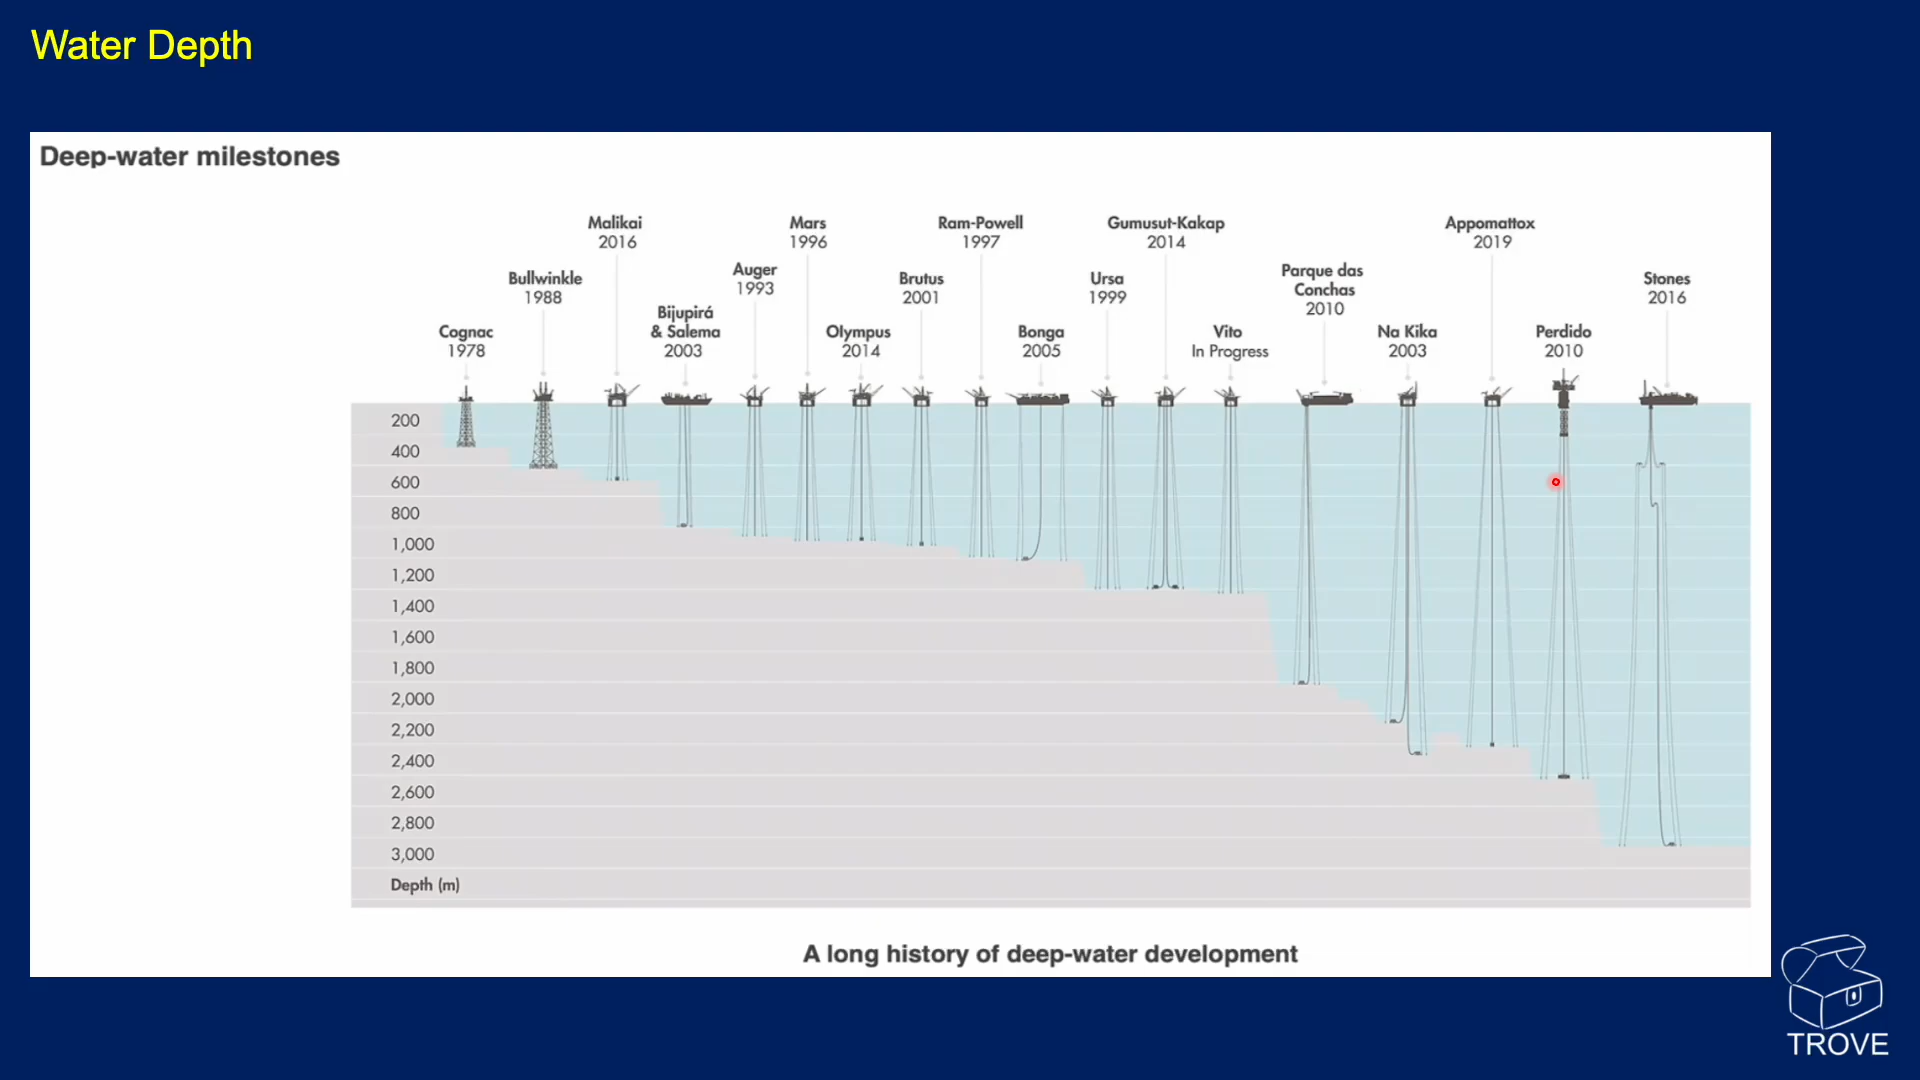 Water Depth
Deep-water milestones
Malikai
2016
Mars
1996
Ram-Powell
1997
Gumusut-Kakap
2014
Appomattox
2019
Bullwinkle
1988
Auger
1993
Brutus
2001
Ursa
1999
Parque das
Conchas
2010
Stones
2016
Cognac
1978
Bijupirá
& Salema
2003
Olympus
2014
Bonga
2005
Vito
In Progress
Na Kika
2003
Perdido
2010
200
400
600
800
1,000
1,200
1,400
1,600
1,800
2,000
2,200
2,400
2,600
2,800
3,000
Depth (m)
A long history of deep-water development
TROVE